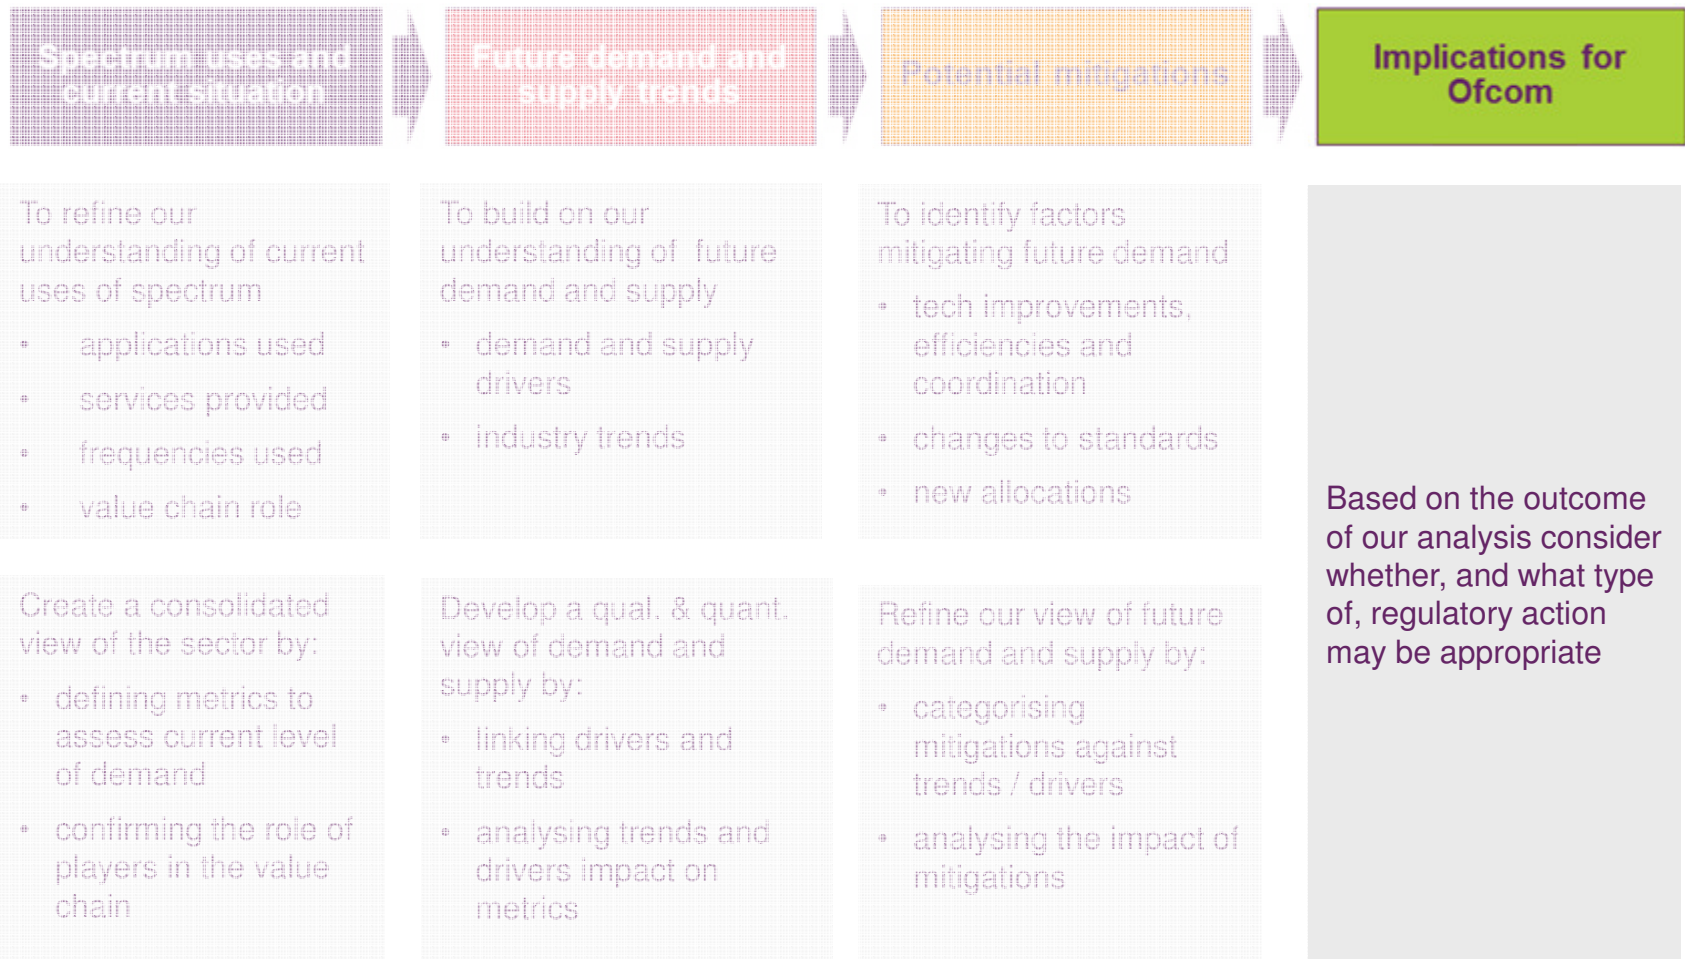 Spectrum uses and
current situation
Future demand and
supply trends
Potential mitigations
Implications for
Ofcom
To refine our
understanding of current
uses of spectrum
• applications used
• services provided
• frequencies used
• value chain role
To build on our
understanding of future
demand and supply
• demand and supply
drivers
• industry trends
To identify factors
mitigating future demand
• tech improvements,
efficiencies and
coordination
• changes to standards
• new allocations
Based on the outcome
of our analysis consider
whether, and what type
of, regulatory action
may be appropriate
Create a consolidated
view of the sector by:
• defining metrics to
assess current level
of demand
• confirming the role of
players in the value
chain
Develop a qual. & quant.
view of demand and
supply by:
• linking drivers and
trends
• analysing trends and
drivers impact on
metrics
Refine our view of future
demand and supply by:
• categorising
mitigations against
trends / drivers
• analysing the impact of
mitigations